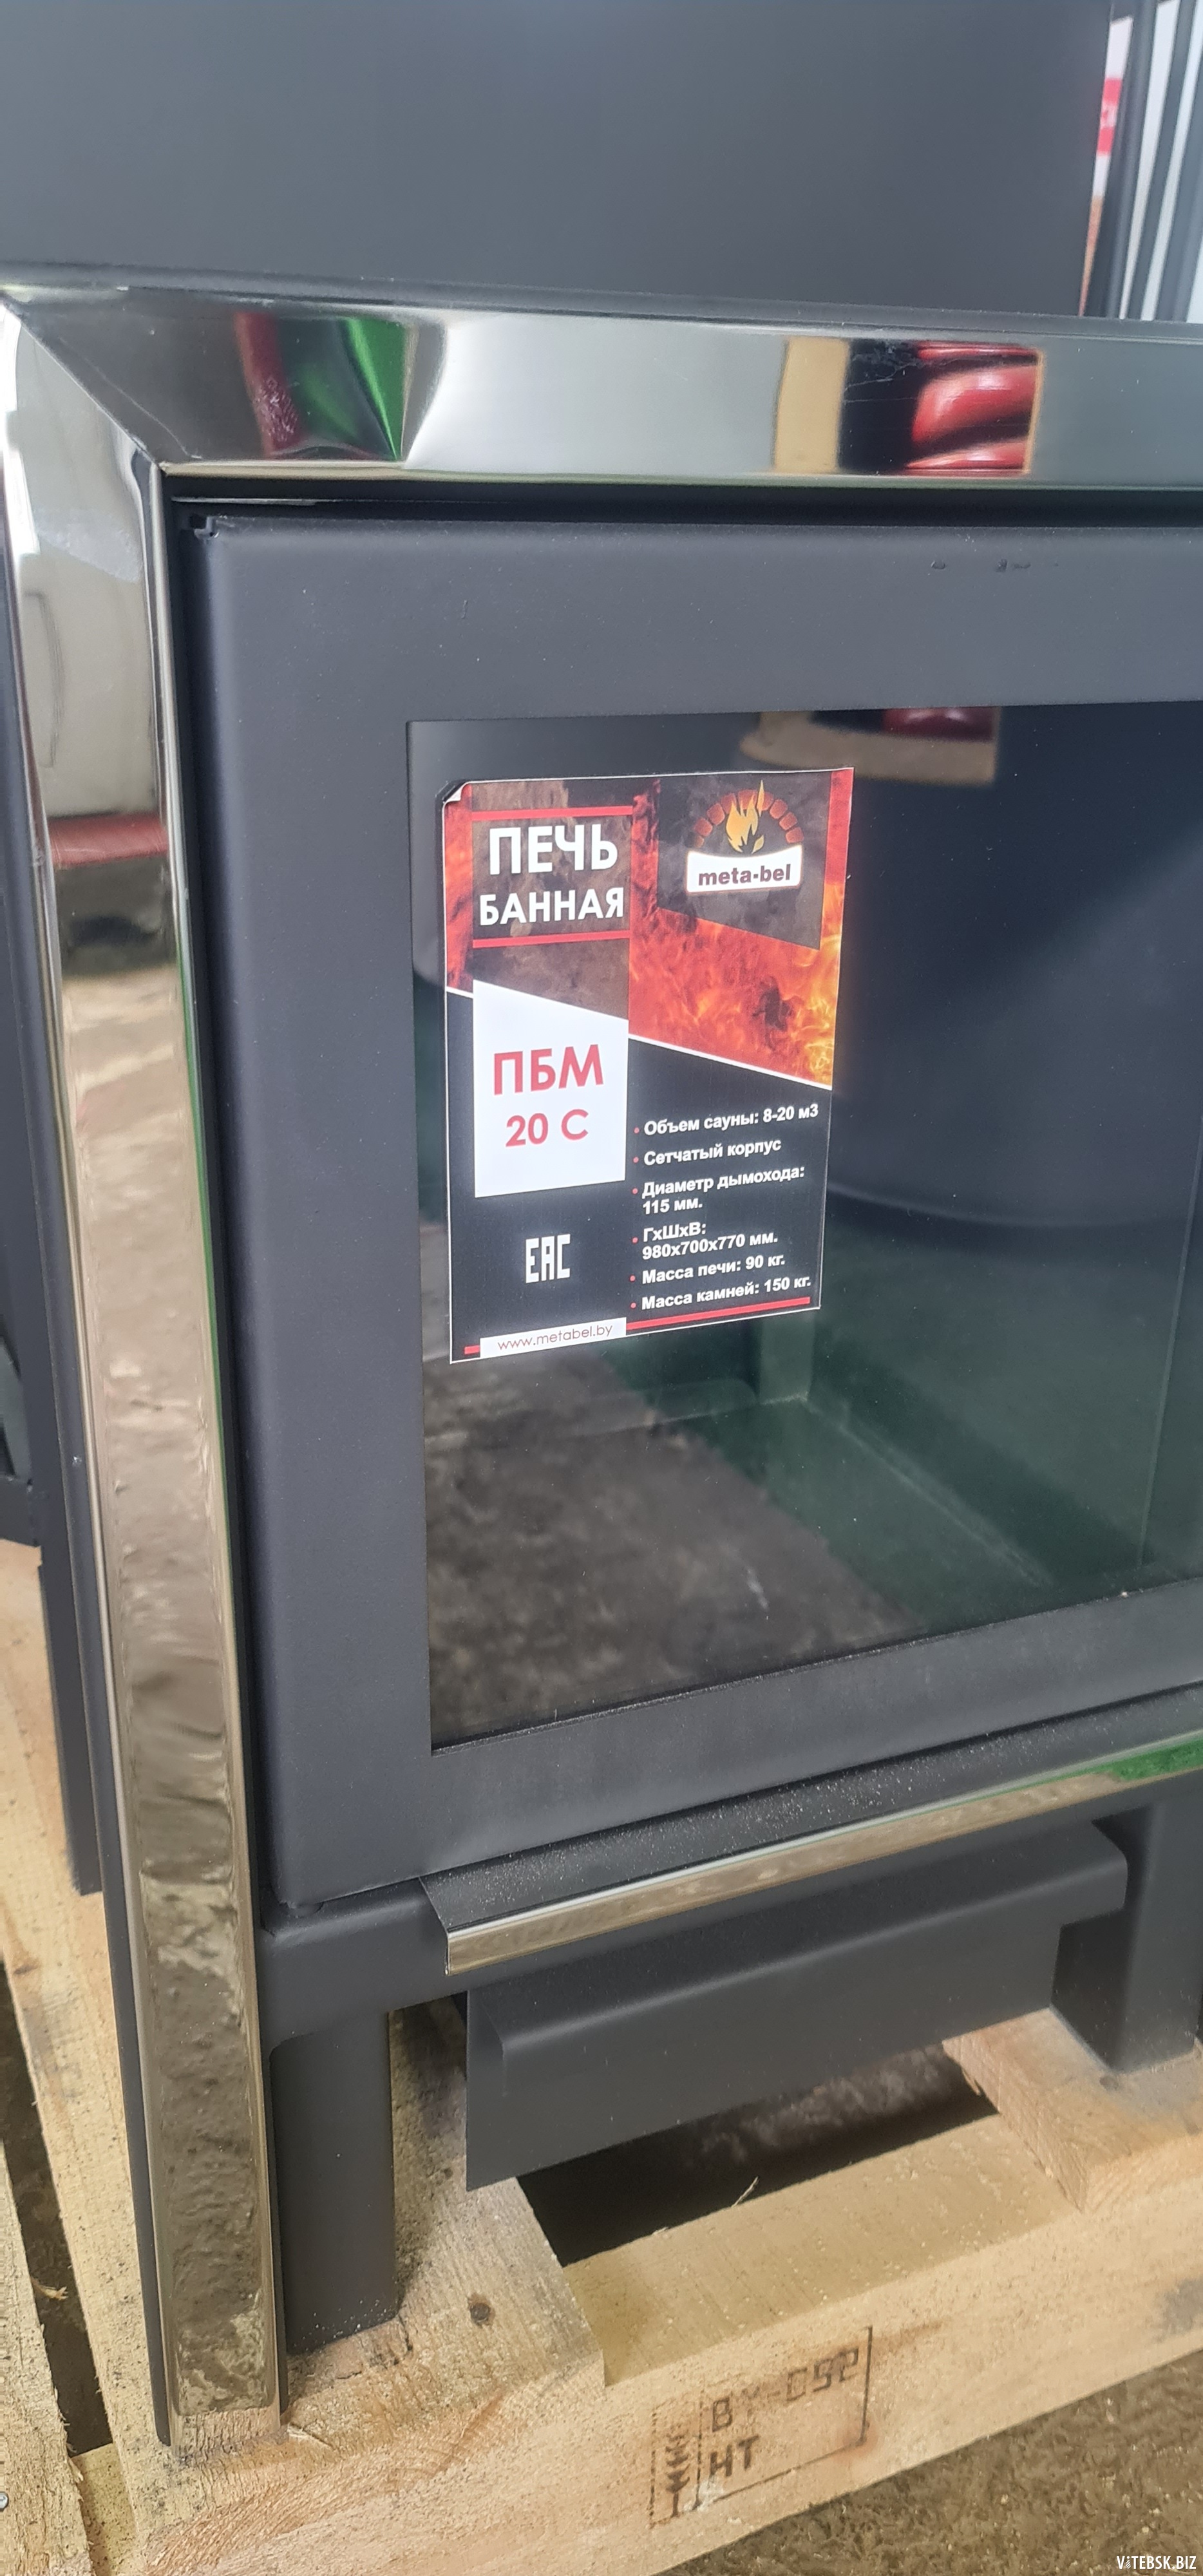 ПЕЧЬ
БАННАЯ
meta-bel
ПБМ
20 С
• Объем сауны: 8-20 м3
• Сетчатый корпус
• Диаметр дымохода:
115 мм.
• ГхШхВ:
980х700х770 мм.
• Масса печи: 90 кг.
• Масса камней: 150 кг.
EAC
www.metabel.by
HT
VITEBSK.BIZ